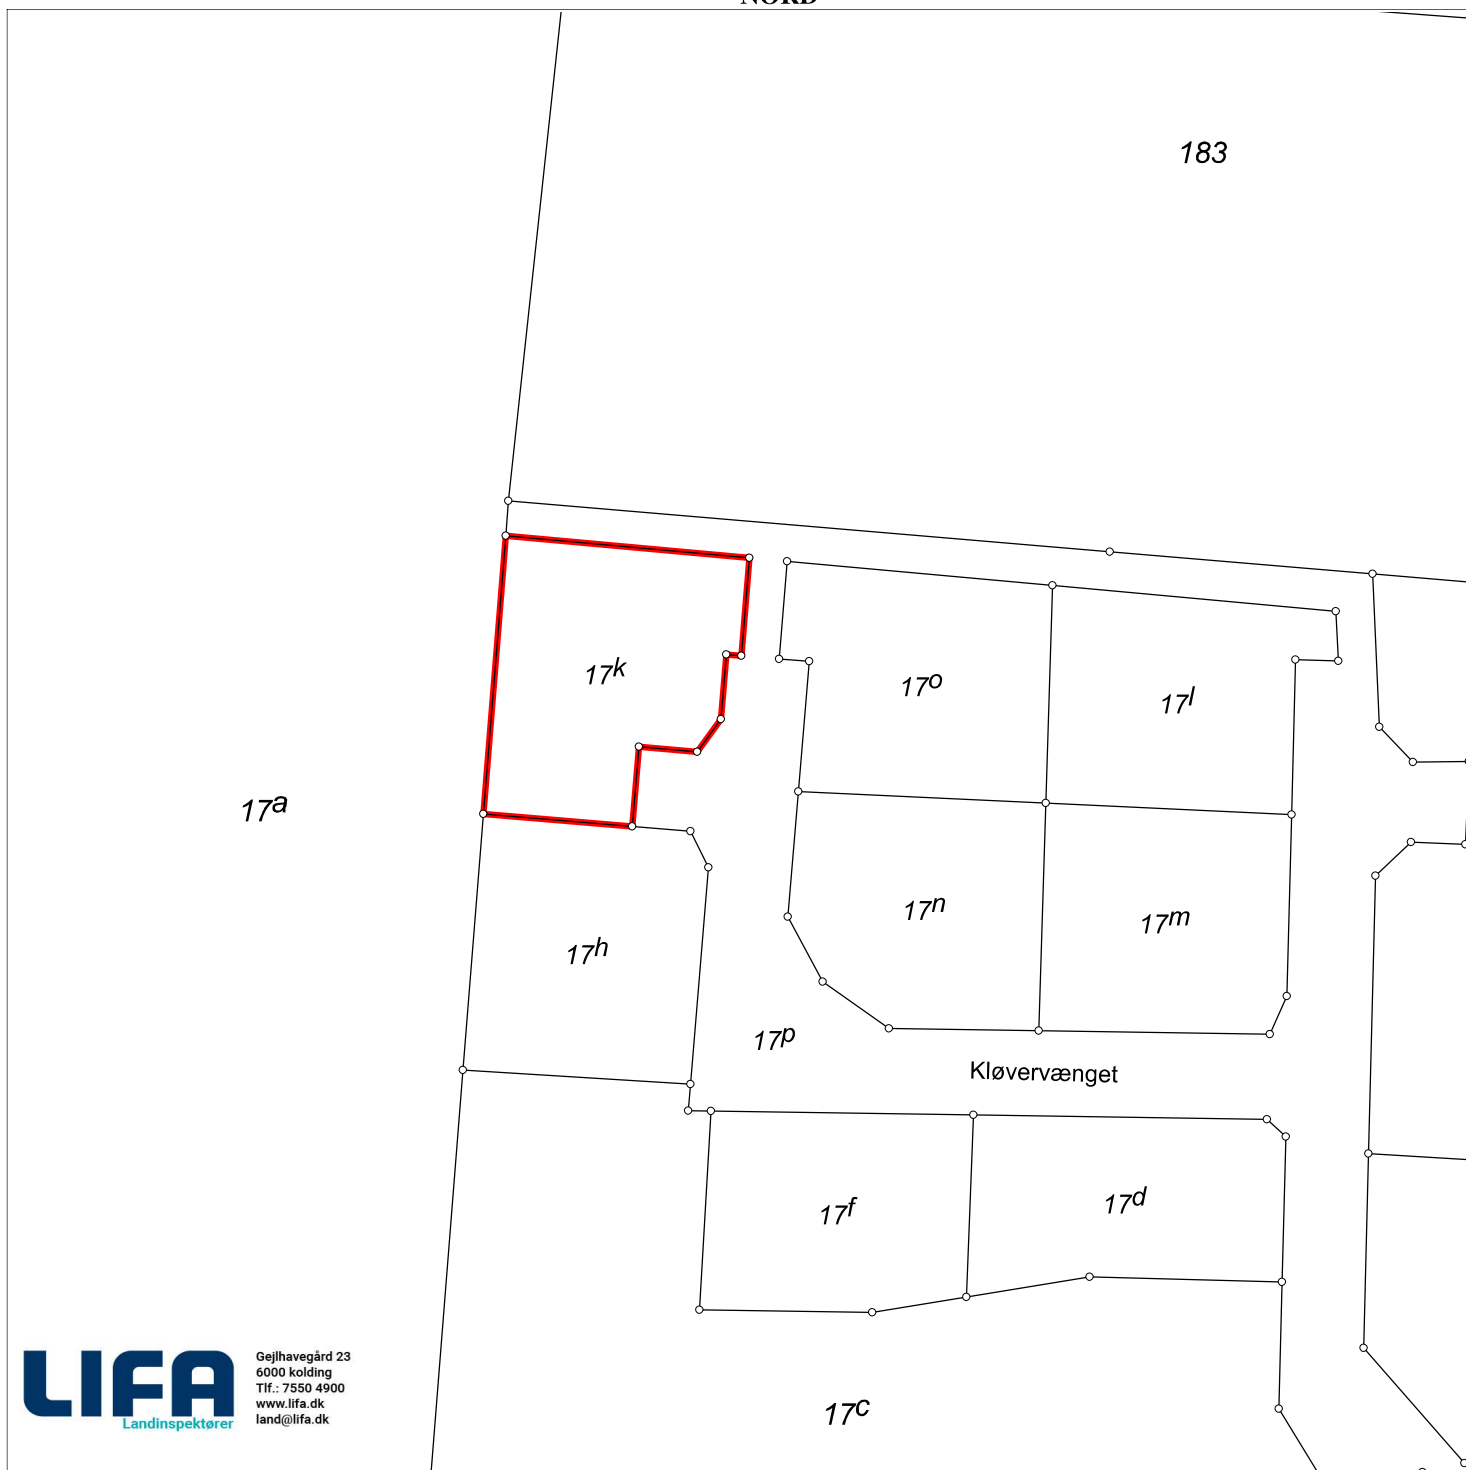 183
17k
17o
17l
17a
17n
17m
17h
17p
Kløvervænget
17d
17f
17c
LIFA
Landinspektører
Gejlhavegård 23
6000 kolding
Tlf.: 7550 4900
www.lifa.dk
land@lifa.dk